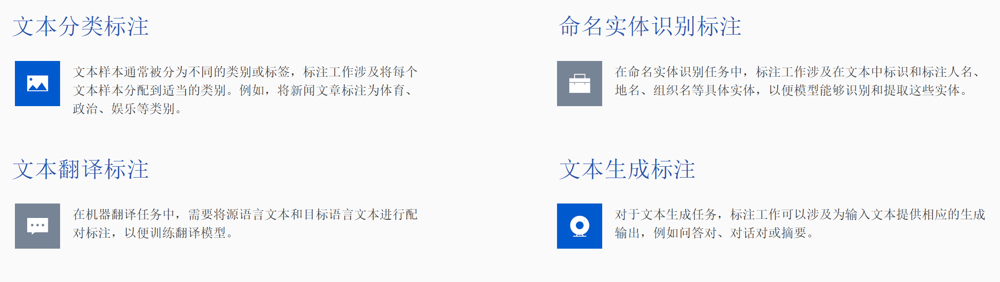 文本分类标注
文本样本通常被分为不同的类别或标签，标注工作涉及将每个
文本样本分配到适当的类别。例如，将新闻文章标注为体育、
政治、娱乐等类别。
命名实体识别标注
在命名实体识别任务中，标注工作涉及在文本中标识和标注人名、
地名、组织名等具体实体，以便模型能够识别和提取这些实体。
文本翻译标注
在机器翻译任务中，需要将源语言文本和目标语言文本进行配
对标注，以便训练翻译模型。
文本生成标注
对于文本生成任务，标注工作可以涉及为输入文本提供相应的生成
输出，例如问答对、对话对或摘要。